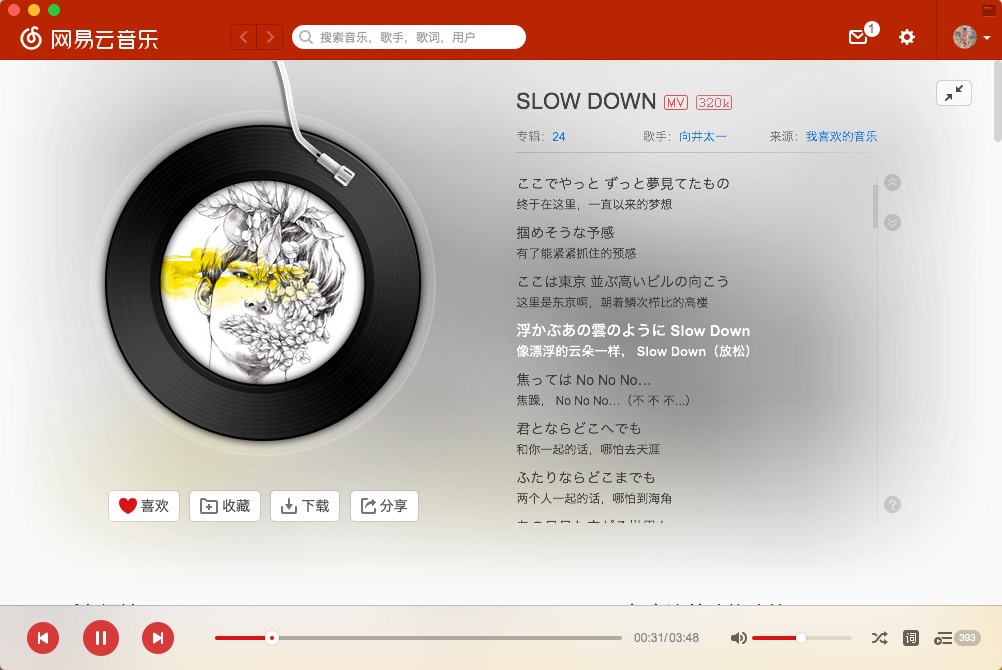 网易云音乐
搜索音乐，歌手，歌词，用户
1
SLOW DOWN MV 320k
专辑：24 歌手：向井太一 来源：我喜欢的音乐
ここでやっと ずっと夢見てたもの
终于在这里，一直以来的梦想
掴めそうな予感
有了能紧紧抓住的预感
ここは東京 並ぶ高いビルの向こう
这里是东京啊，朝着鳞次栉比的高楼
浮かぶあの雲のように Slow Down
像漂浮的云朵一样， Slow Down（放松）
焦っては No No No...
焦躁， No No No...（不 不 不...）
君とならどこへでも
和你一起的话，哪怕去天涯
ふたりならどこまでも
两个人一起的话，哪怕到海角
喜欢 收藏 下载 分享
?
00:31/03:48
词
393